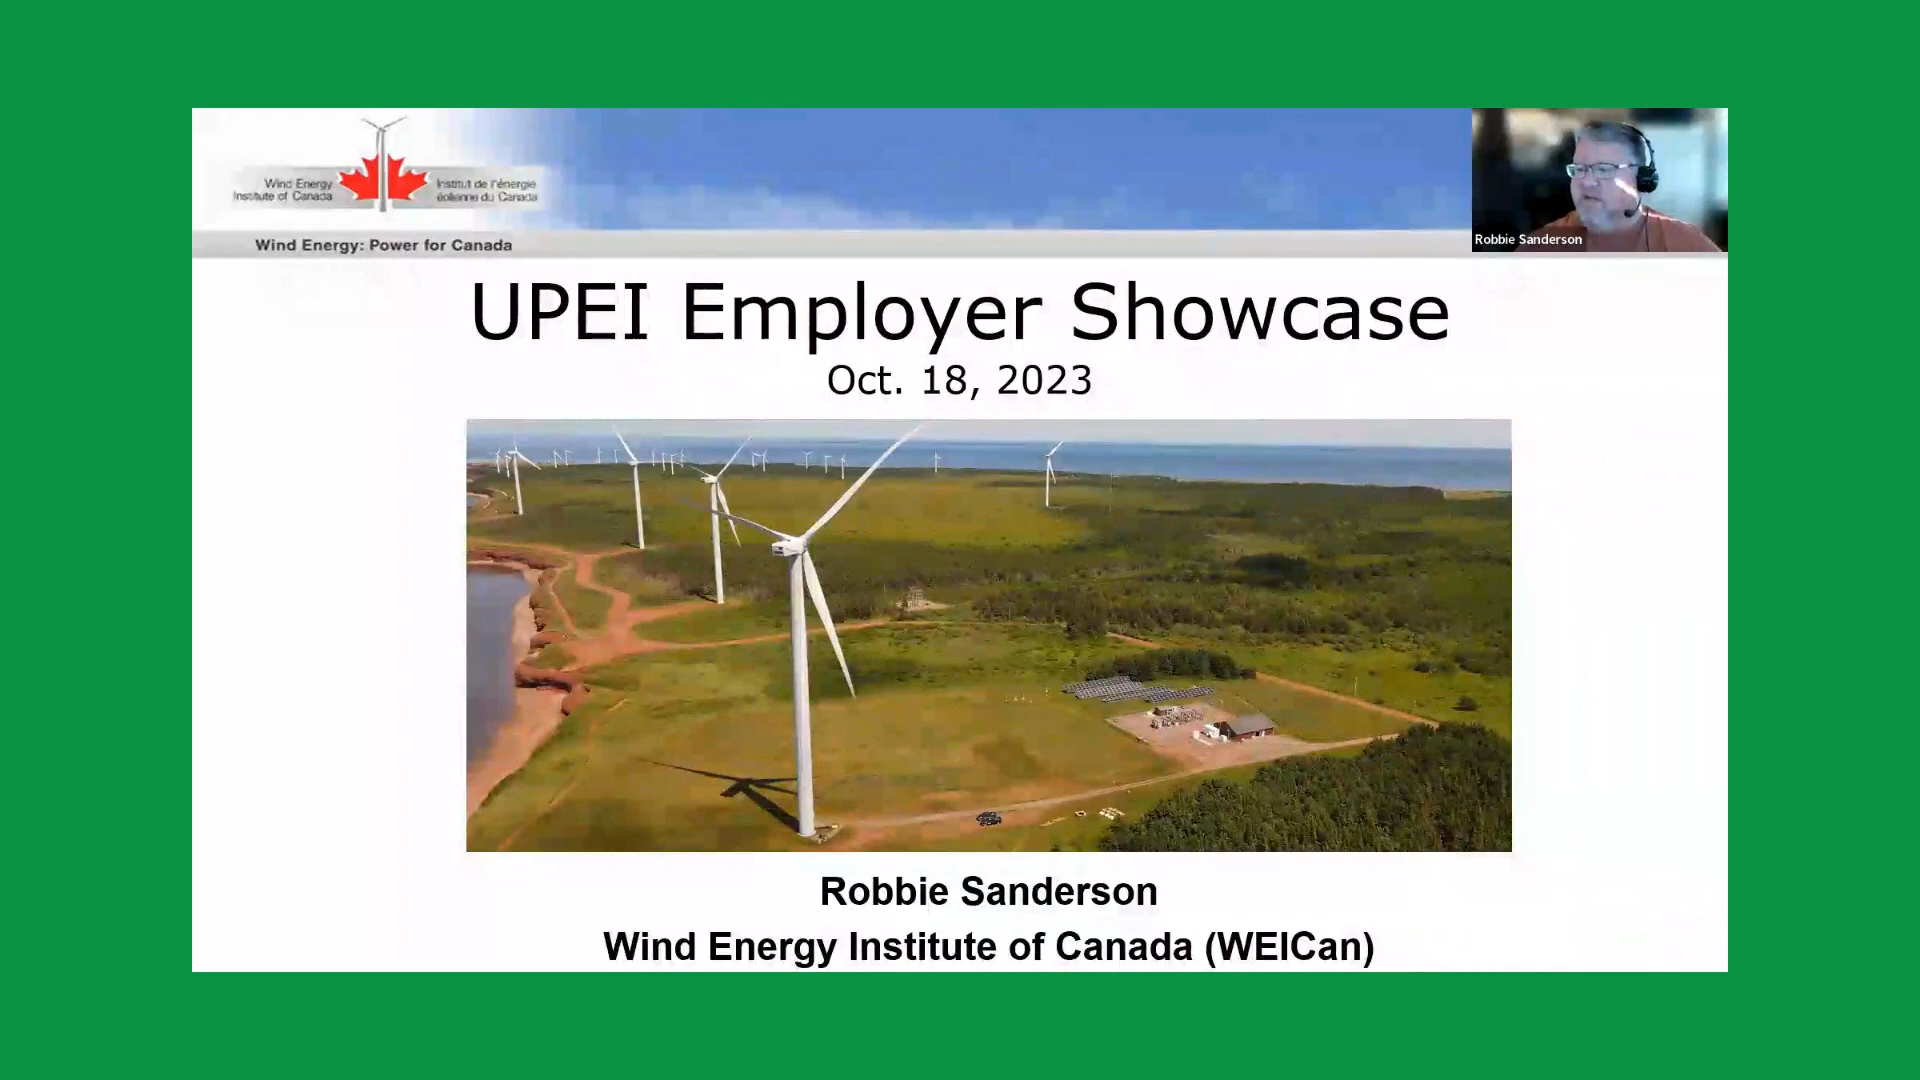 Wind Energy
Institute of Canada
Institut de l'énergie
éolienne du Canada
Wind Energy: Power for Canada
Robbie Sanderson
UPEI Employer Showcase
Oct. 18, 2023
Robbie Sanderson
Wind Energy Institute of Canada (WEICan)